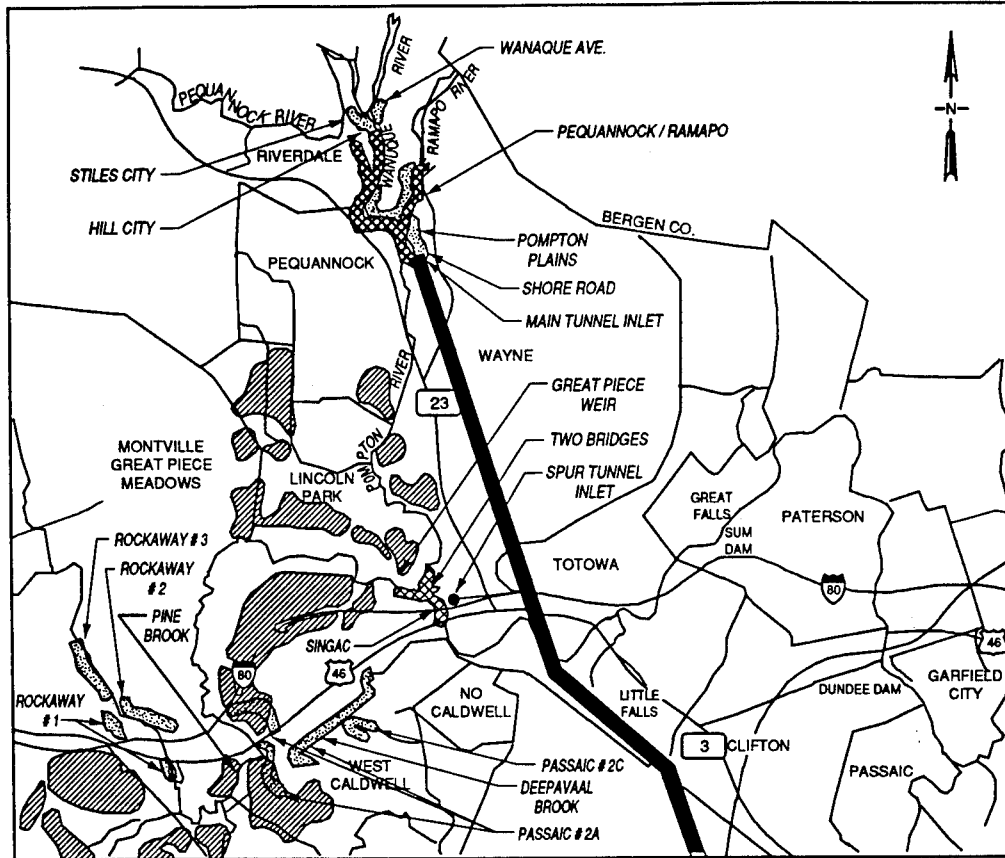 WANAQUE AVE.
RIVER
PEQUAN
NOCK RIVER
RAMAPO RIVER
-N-
WANUQUE
PEQUANNOCK / RAMAPO
RIVERDALE
STILES CITY
HILL CITY
BERGEN CO.
POMPTON
PLAINS
PEQUANNOCK
SHORE ROAD
MAIN TUNNEL INLET
WAYNE
RIVER
GREAT PIECE
WEIR
23
POMPTON
TWO BRIDGES
MONTVILLE
GREAT PIECE
MEADOWS
LINCOLN
PARK
SPUR TUNNEL
INLET
GREAT
FALLS
PATERSON
SUM
DAM
ROCKAWAY # 3
ROCKAWAY
# 2
TOTOWA
80
PINE
BROOK
SINGAC
46
80
46
ROCKAWAY
# 1
NO
CALDWELL
LITTLE
FALLS
DUNDEE DAM
GARFIELD
CITY
3
CLIFTON
WEST
CALDWELL
PASSAIC # 2C
PASSAIC
DEEPAVAAL
BROOK
PASSAIC # 2A